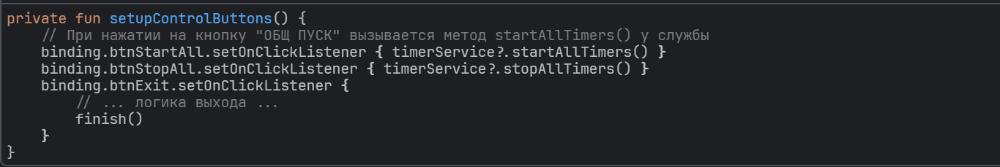 private fun setupControlButtons() {
    // При нажатии на кнопку "ОБЩ ПУСК" вызывается метод startAllTimers() у службы
    binding.btnStartAll.setOnClickListener { timerService?.startAllTimers() }
    binding.btnStopAll.setOnClickListener { timerService?.stopAllTimers() }
    binding.btnExit.setOnClickListener {
        // ... логика выхода ...
        finish()
    }
}